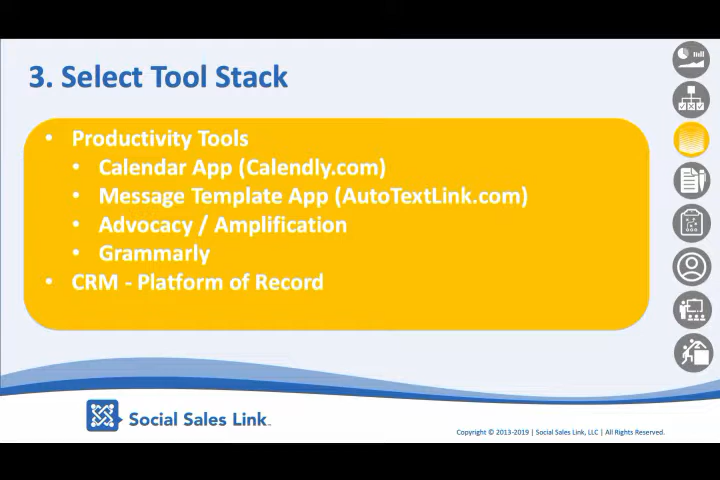 3. Select Tool Stack
• Productivity Tools
• Calendar App (Calendly.com)
• Message Template App (AutoTextLink.com)
• Advocacy / Amplification
• Grammarly
• CRM - Platform of Record
Social Sales Link
Copyright © 2013-2019 | Social Sales Link, LLC | All Rights Reserved.